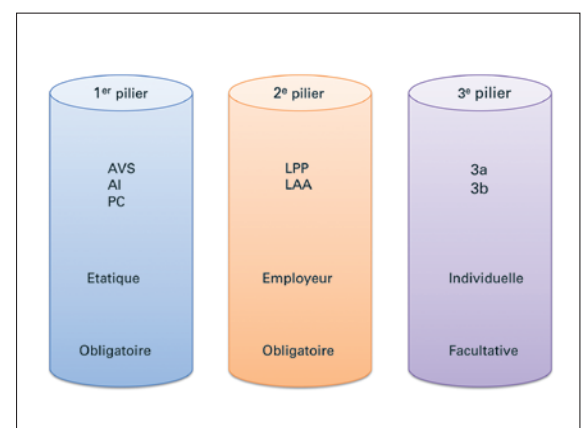 1er pilier
AVS
AI
PC
Etatique
Obligatoire
2e pilier
LPP
LAA
Employeur
Obligatoire
3e pilier
3a
3b
Individuelle
Facultative